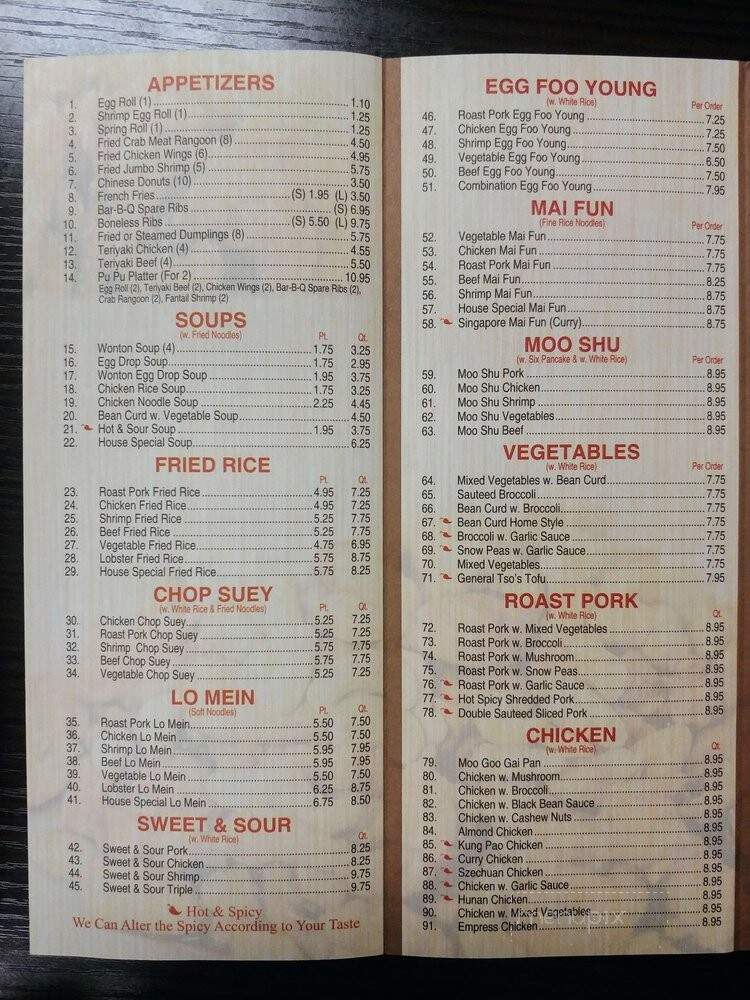 APPETIZERS
1. Egg Roll (1) 1.10
2. Shrimp Egg Roll (1) 1.25
3. Spring Roll (1) 1.25
4. Fried Crab Meat Rangoon (8) 4.50
5. Fried Chicken Wings (6) 4.95
6. Fried Jumbo Shrimp (5) 5.75
7. Chinese Donuts (10) 3.50
8. French Fries (S) 1.95 (L) 3.50
9. Bar-B-Q Spare Ribs (S) 6.95
10. Boneless Ribs (S) 5.50 (L) 9.75
11. Fried or Steamed Dumplings (8) 5.75
12. Teriyaki Chicken (4) 4.55
13. Teriyaki Beef (4) 5.50
14. Pu Pu Platter (For 2) 10.95
Egg Roll (2), Teriyaki Beef (2), Chicken Wings (2), Bar-B-Q Spare Ribs (2),
Crab Rangoon (2), Fantail Shrimp (2)
SOUPS
(w. Fried Noodles) Pt. Qt.
15. Wonton Soup (4) 1.75 3.25
16. Egg Drop Soup 1.75 2.95
17. Wonton Egg Drop Soup 1.95 3.75
18. Chicken Rice Soup 1.75 3.25
19. Chicken Noodle Soup 2.25 4.45
20. Bean Curd w. Vegetable Soup 4.50
21. Hot & Sour Soup 1.95 3.75
22. House Special Soup 6.25
FRIED RICE
Pt. Qt.
23. Roast Pork Fried Rice 4.95 7.25
24. Chicken Fried Rice 4.95 7.25
25. Shrimp Fried Rice 5.25 7.75
26. Beef Fried Rice 5.25 7.75
27. Vegetable Fried Rice 4.75 6.95
28. Lobster Fried Rice 5.75 8.75
29. House Special Fried Rice 5.75 8.25
CHOP SUEY
(w. White Rice & Fried Noodles) Pt. Qt.
30. Chicken Chop Suey 5.25 7.25
31. Roast Pork Chop Suey 5.25 7.25
32. Shrimp Chop Suey 5.75 7.75
33. Beef Chop Suey 5.75 7.75
34. Vegetable Chop Suey 5.25 7.25
LO MEIN
(Soft Noodles) Pt. Qt.
35. Roast Pork Lo Mein 5.50 7.50
36. Chicken Lo Mein 5.50 7.50
37. Shrimp Lo Mein 5.95 7.95
38. Beef Lo Mein 5.95 7.95
39. Vegetable Lo Mein 5.50 7.50
40. Lobster Lo Mein 6.25 8.75
41. House Special Lo Mein 6.75 8.50
SWEET & SOUR
(w. White Rice) Qt.
42. Sweet & Sour Pork 8.25
43. Sweet & Sour Chicken 8.25
44. Sweet & Sour Shrimp 9.75
45. Sweet & Sour Triple 9.75
Hot & Spicy
We Can Alter the Spicy According to Your Taste
EGG FOO YOUNG
(w. White Rice) Per Order
46. Roast Pork Egg Foo Young 7.25
47. Chicken Egg Foo Young 7.25
48. Shrimp Egg Foo Young 7.50
49. Vegetable Egg Foo Young 6.50
50. Beef Egg Foo Young 7.50
51. Combination Egg Foo Young 7.95
MAI FUN
(Fine Rice Noodles) Per Order
52. Vegetable Mai Fun 7.75
53. Chicken Mai Fun 7.75
54. Roast Pork Mai Fun 7.75
55. Beef Mai Fun 8.25
56. Shrimp Mai Fun 8.75
57. House Special Mai Fun 8.75
58. Singapore Mai Fun (Curry) 8.75
MOO SHU
(w. Six Pancake & w. White Rice) Per Order
59. Moo Shu Pork 8.95
60. Moo Shu Chicken 8.95
61. Moo Shu Shrimp 8.95
62. Moo Shu Vegetables 8.95
63. Moo Shu Beef 8.95
VEGETABLES
(w. White Rice) Per Order
64. Mixed Vegetables w. Bean Curd 7.75
65. Sauteed Broccoli 7.75
66. Bean Curd w. Broccoli 7.75
67. Bean Curd Home Style 7.75
68. Broccoli w. Garlic Sauce 7.75
69. Snow Peas w. Garlic Sauce 7.75
70. Mixed Vegetables 7.75
71. General Tso's Tofu 7.95
ROAST PORK
(w. White Rice) Qt.
72. Roast Pork w. Mixed Vegetables 8.95
73. Roast Pork w. Broccoli 8.95
74. Roast Pork w. Mushroom 8.95
75. Roast Pork w. Snow Peas 8.95
76. Roast Pork w. Garlic Sauce 8.95
77. Hot Spicy Shredded Pork 8.95
78. Double Sauteed Sliced Pork 8.95
CHICKEN
(w. White Rice) Qt.
79. Moo Goo Gai Pan 8.95
80. Chicken w. Mushroom 8.95
81. Chicken w. Broccoli 8.95
82. Chicken w. Black Bean Sauce 8.95
83. Chicken w. Cashew Nuts 8.95
84. Almond Chicken 8.95
85. Kung Pao Chicken 8.95
86. Curry Chicken 8.95
87. Szechuan Chicken 8.95
88. Chicken w. Garlic Sauce 8.95
89. Hunan Chicken 8.95
90. Chicken w. Mixed Vegetables 8.95
91. Empress Chicken 8.95